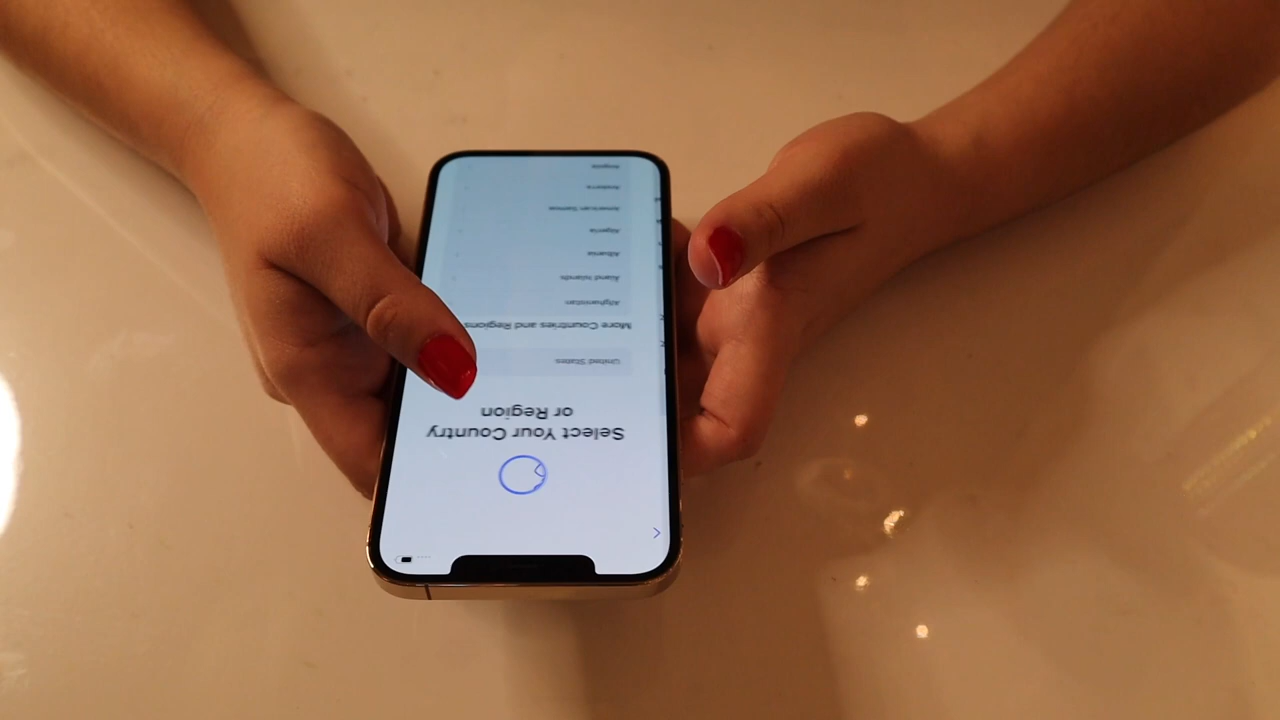 Select Your Country
or Region
United States
More Countries and Regions
Afghanistan
Åland Islands
Albania
Algeria
American Samoa
Andorra
Angola